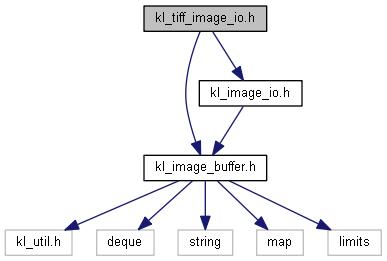 kl_tiff_image_io.h
kl_image_io.h
kl_image_buffer.h
kl_util.h
deque
string
map
limits